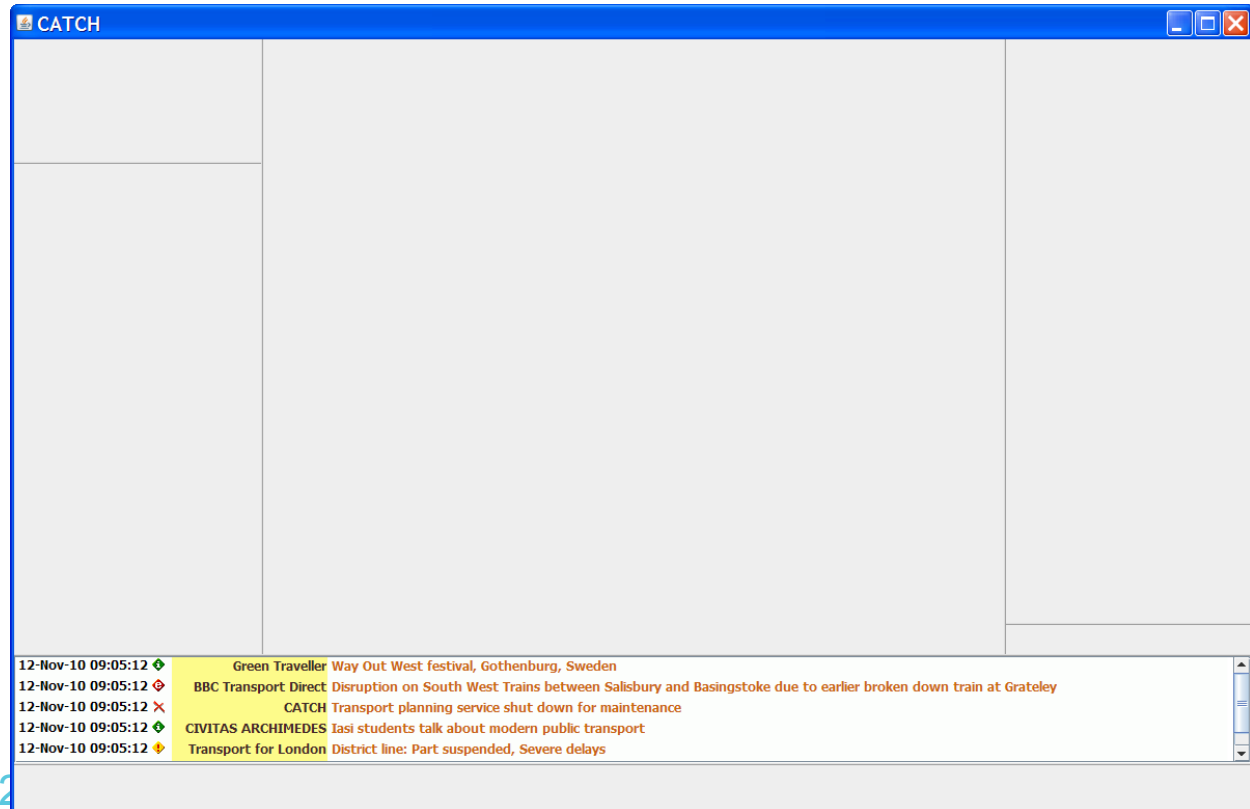 CATCH
12-Nov-10 09:05:12 Green Traveller Way Out West festival, Gothenburg, Sweden
12-Nov-10 09:05:12 BBC Transport Direct Disruption on South West Trains between Salisbury and Basingstoke due to earlier broken down train at Grateley
12-Nov-10 09:05:12 CATCH Transport planning service shut down for maintenance
12-Nov-10 09:05:12 CIVITAS ARCHIMEDES Iasi students talk about modern public transport
12-Nov-10 09:05:12 Transport for London District line: Part suspended, Severe delays
2